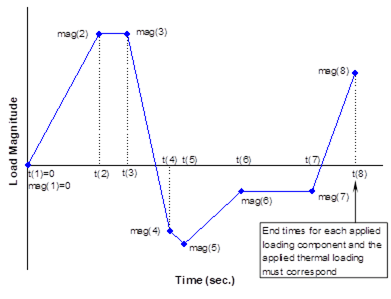 mag(2)
mag(3)
mag(8)
Load Magnitude
t(4) t(5)
t(6)
t(7)
t(1)=0
mag(1)=0
t(2)
t(3)
t(8)
mag(6)
mag(7)
mag(4)
mag(5)
End times for each applied
loading component and the
applied thermal loading
must correspond
Time (sec.)